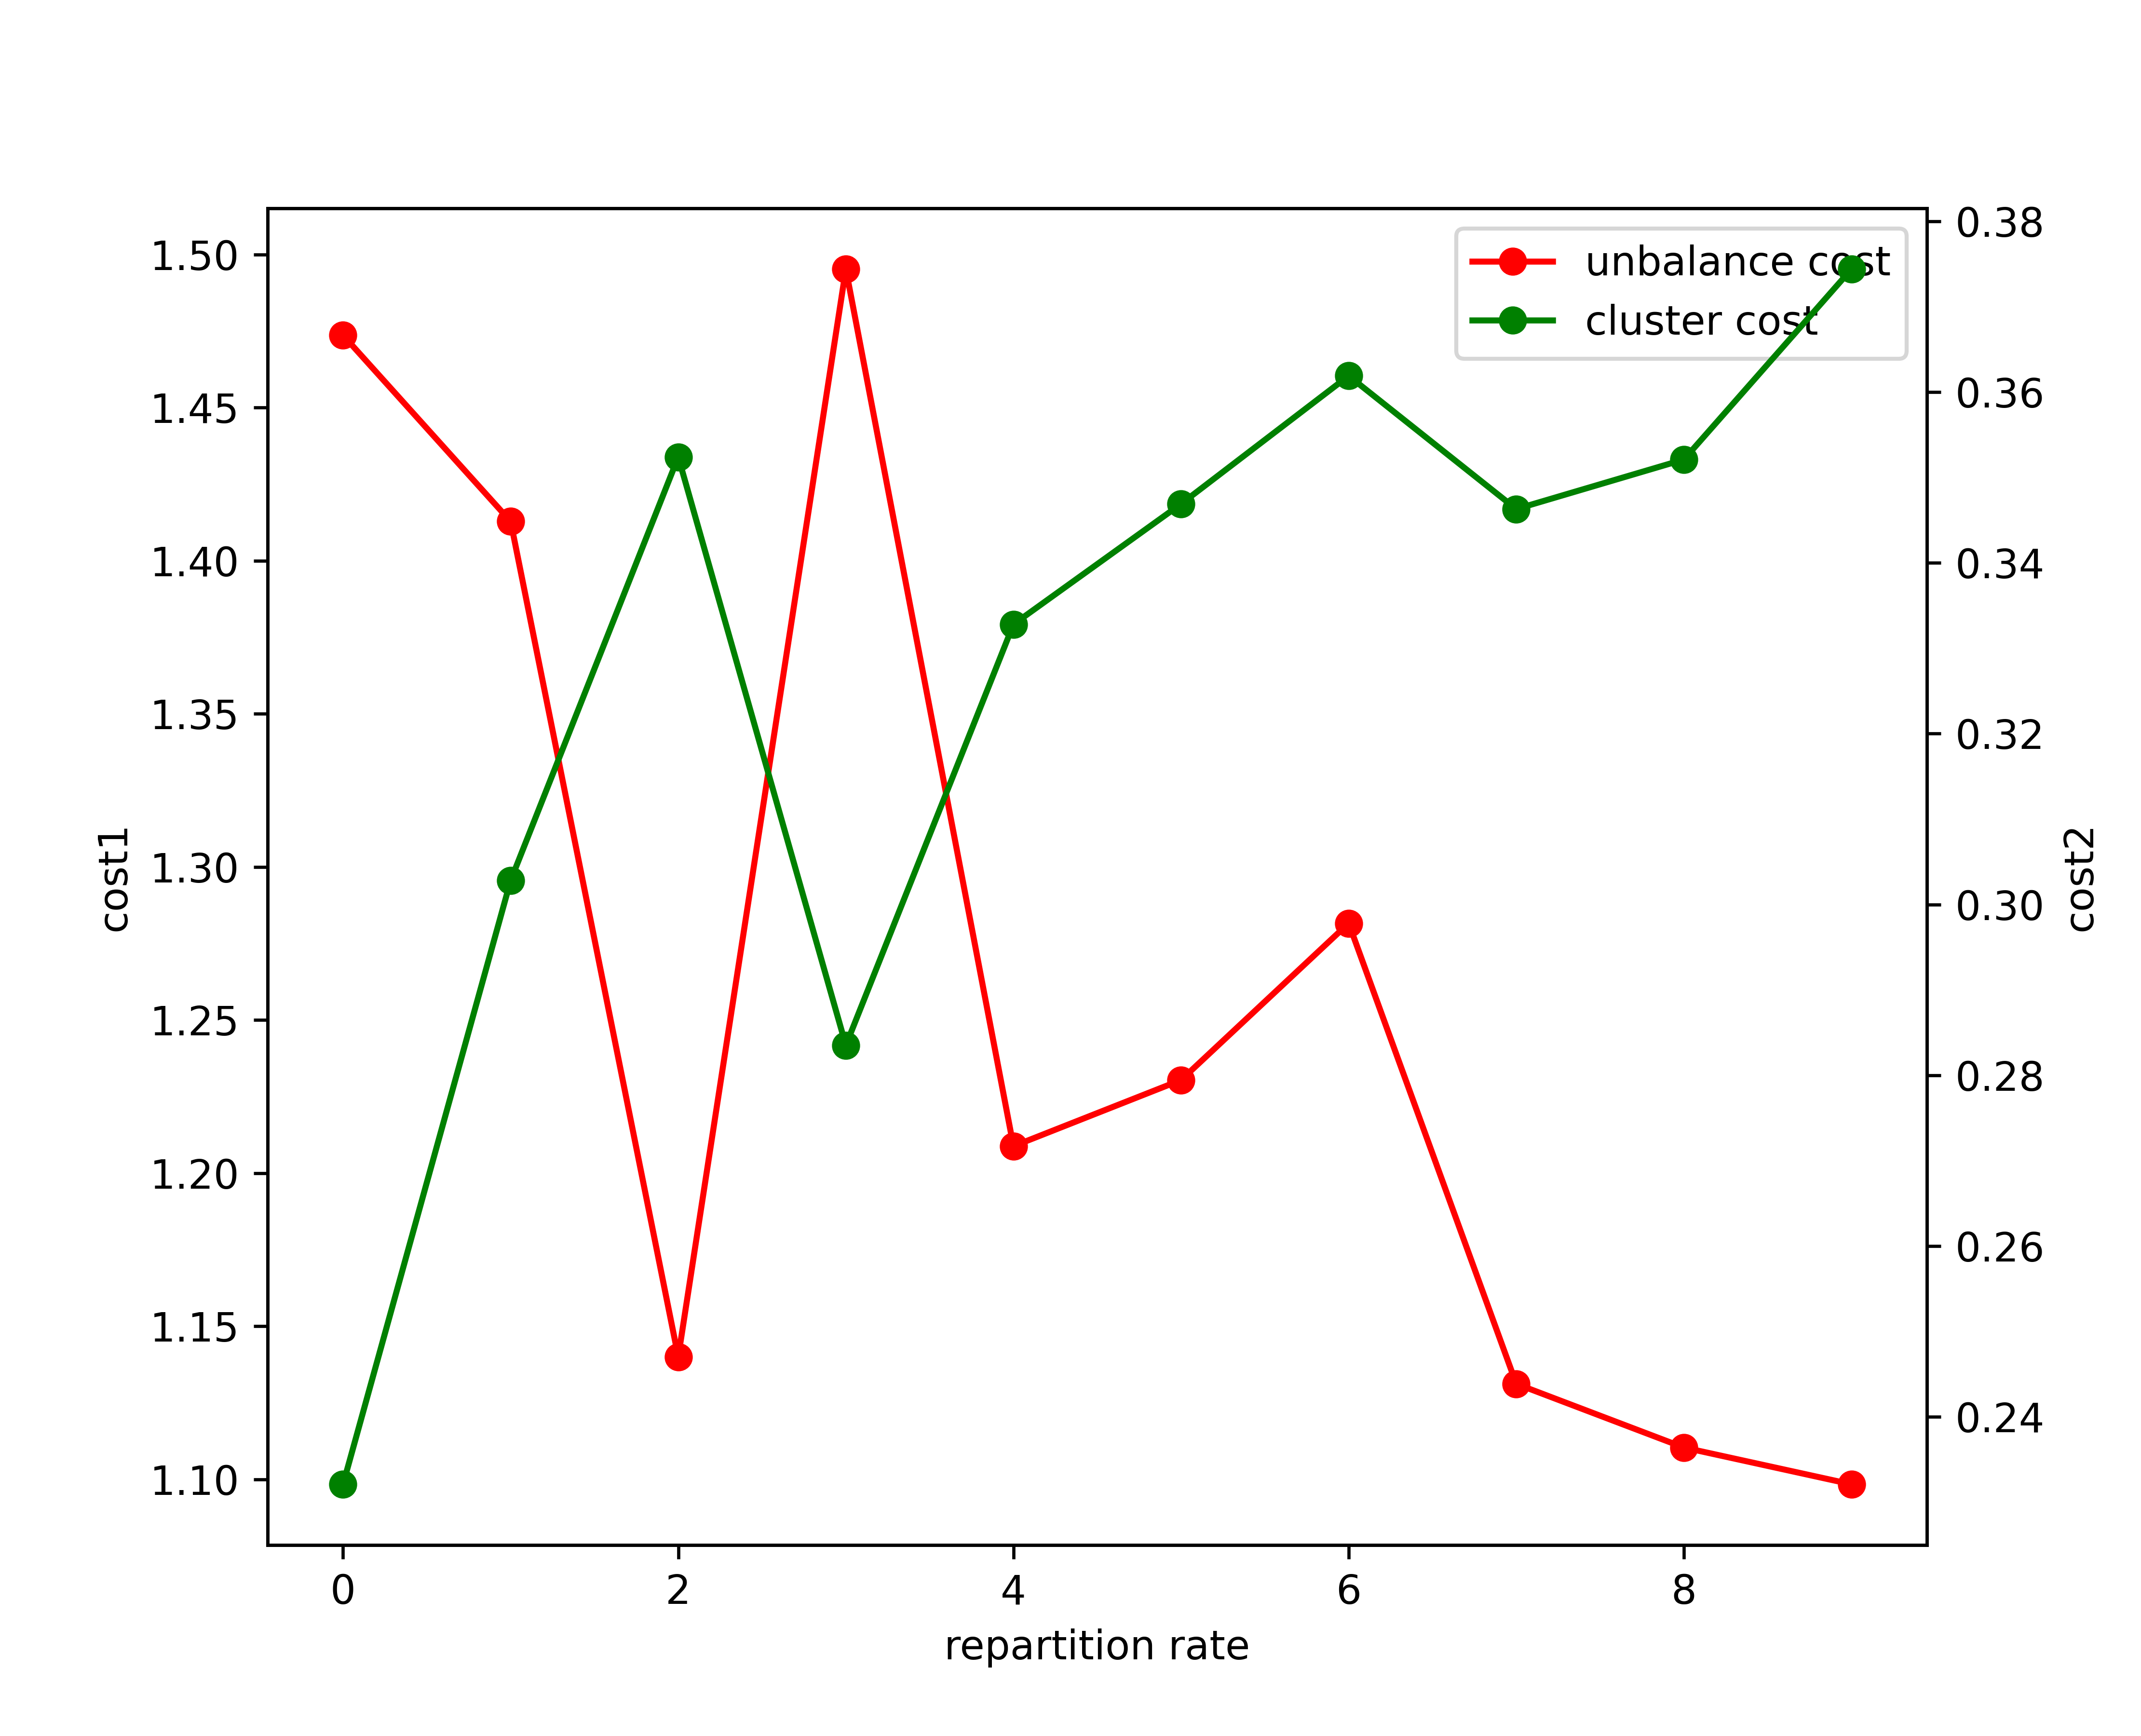 unbalance cost
cluster cost
1.50
1.45
1.40
1.35
1.30
1.25
1.20
1.15
1.10
cost1
0.38
0.36
0.34
0.32
0.30
0.28
0.26
0.24
cost2
0 2 4 6 8
repartition rate